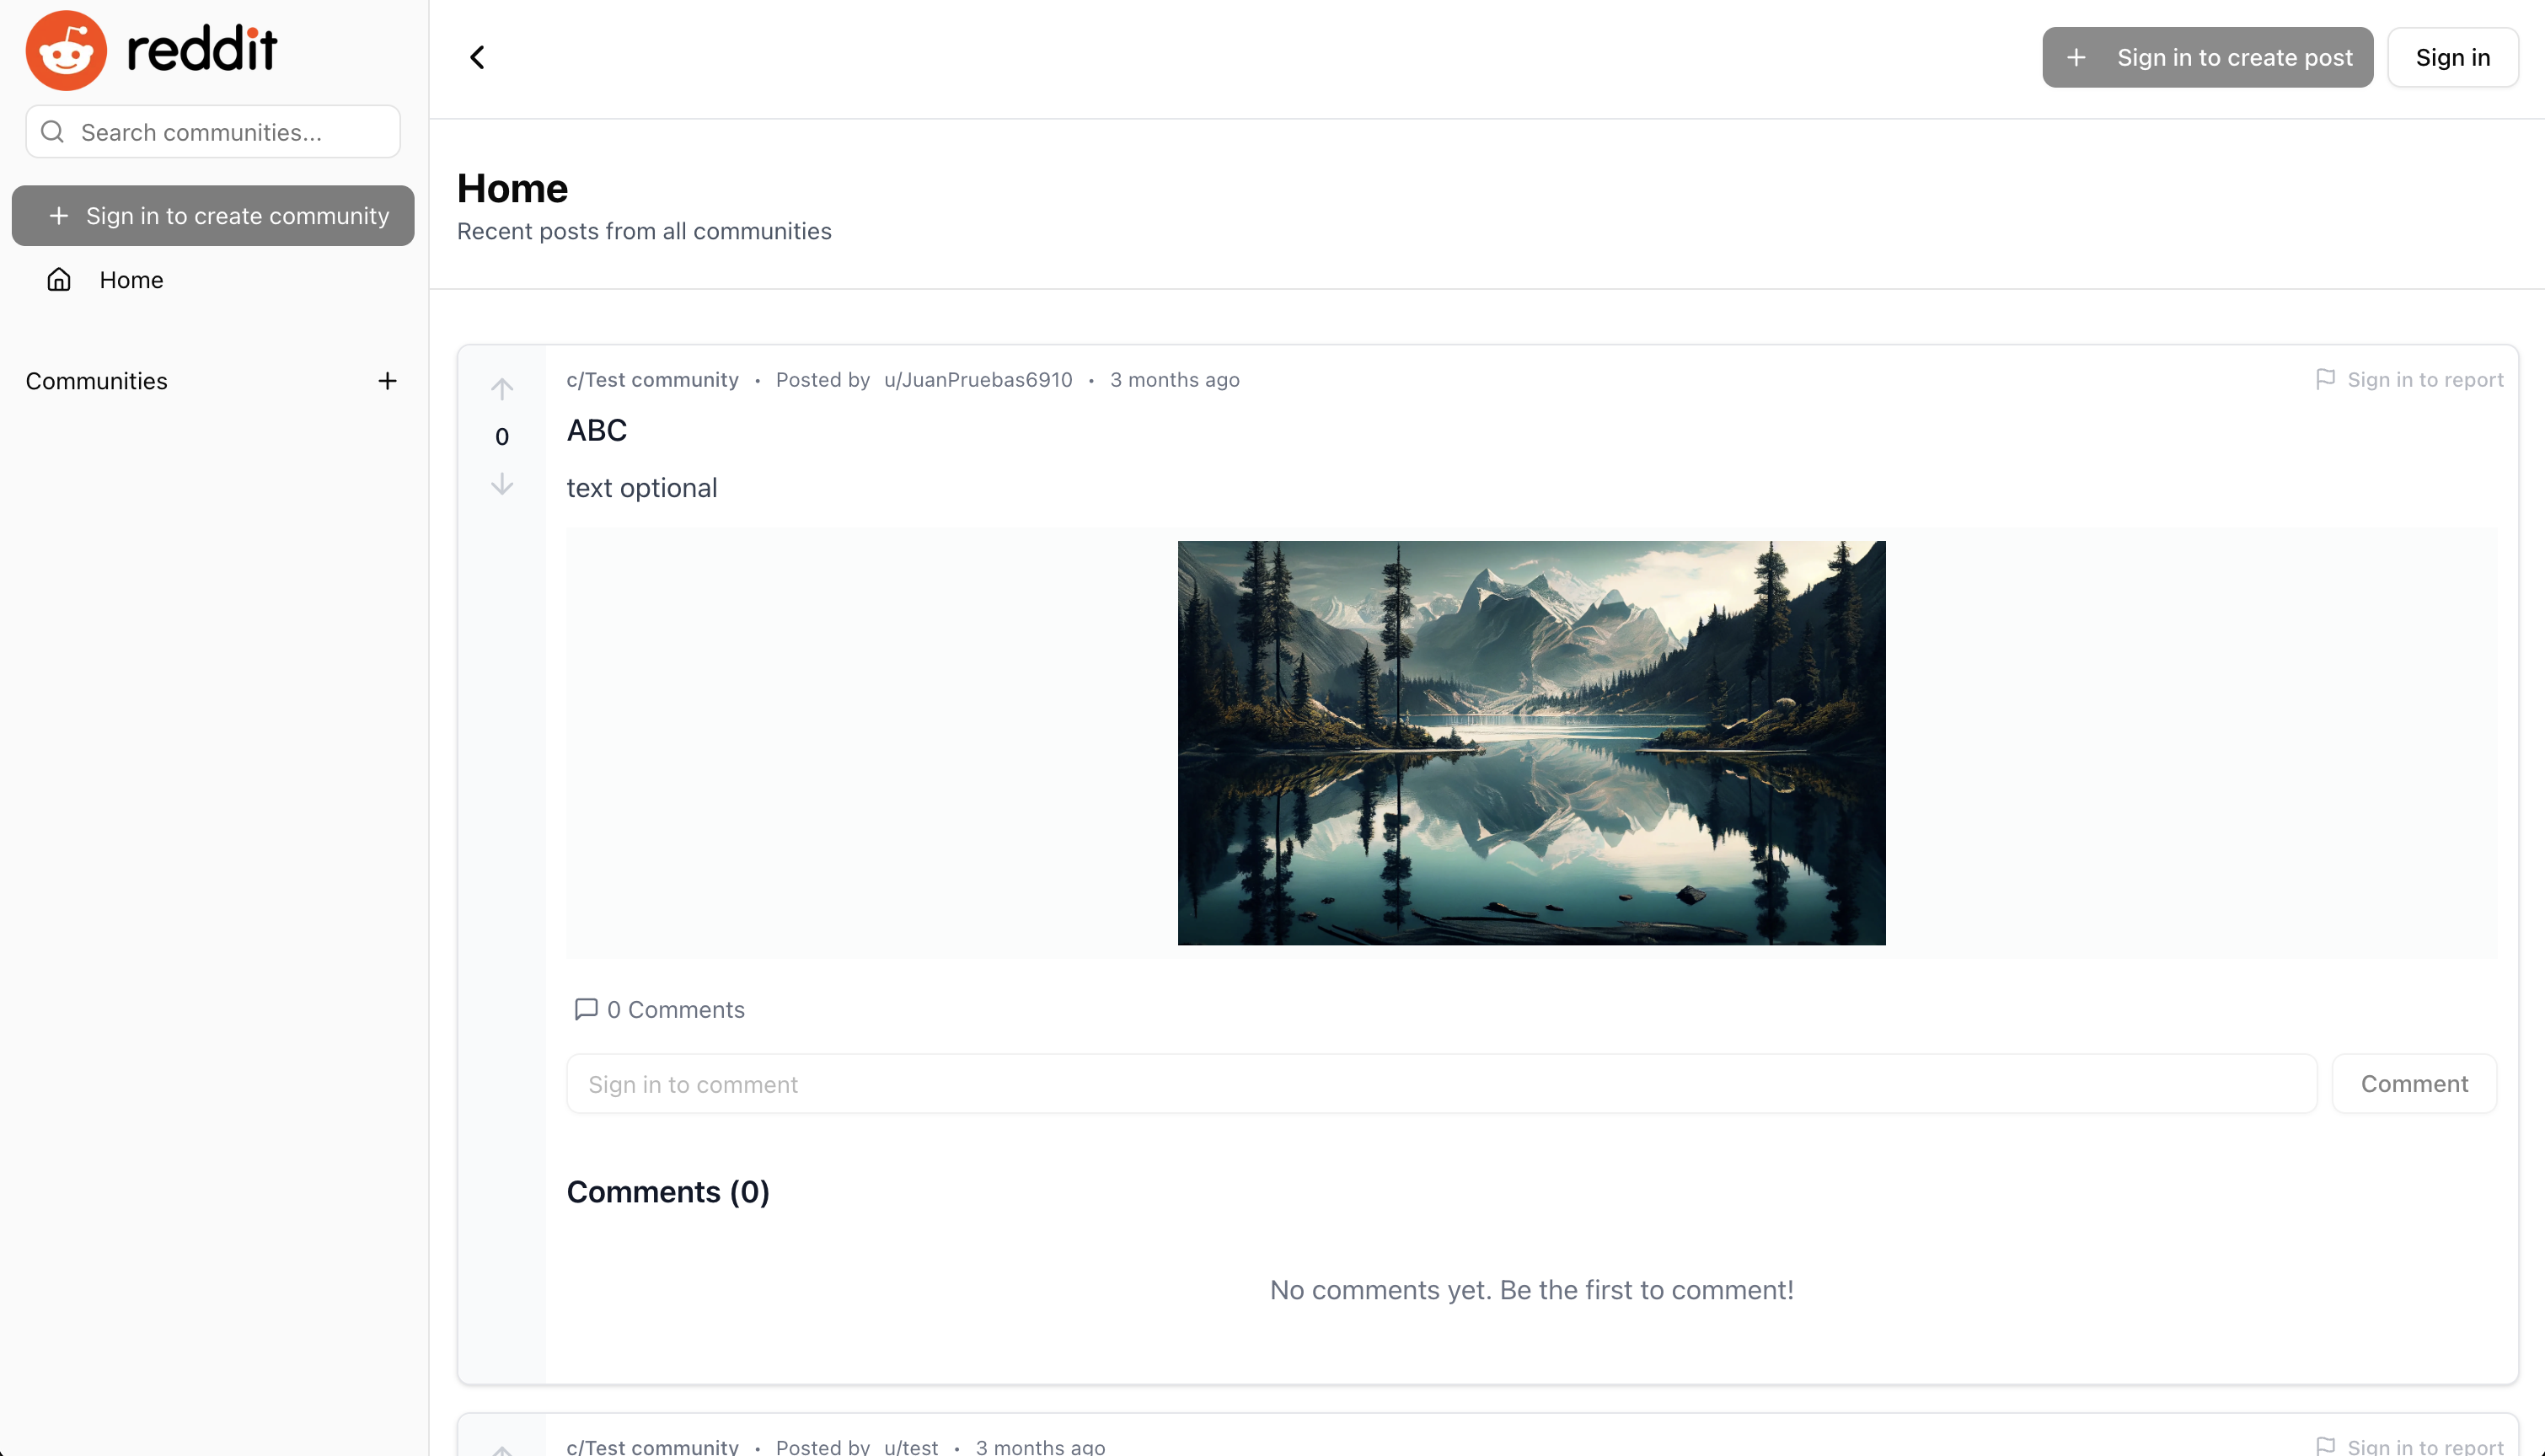 reddit
Search communities...
Sign in to create community
Home
Communities
Sign in to create post
Sign in
Home
Recent posts from all communities
c/Test community • Posted by u/JuanPruebas6910 • 3 months ago
Sign in to report
0
ABC
text optional
0 Comments
Sign in to comment
Comment
Comments (0)
No comments yet. Be the first to comment!
c/Test community • Posted by u/test • 3 months ago
Sign in to report